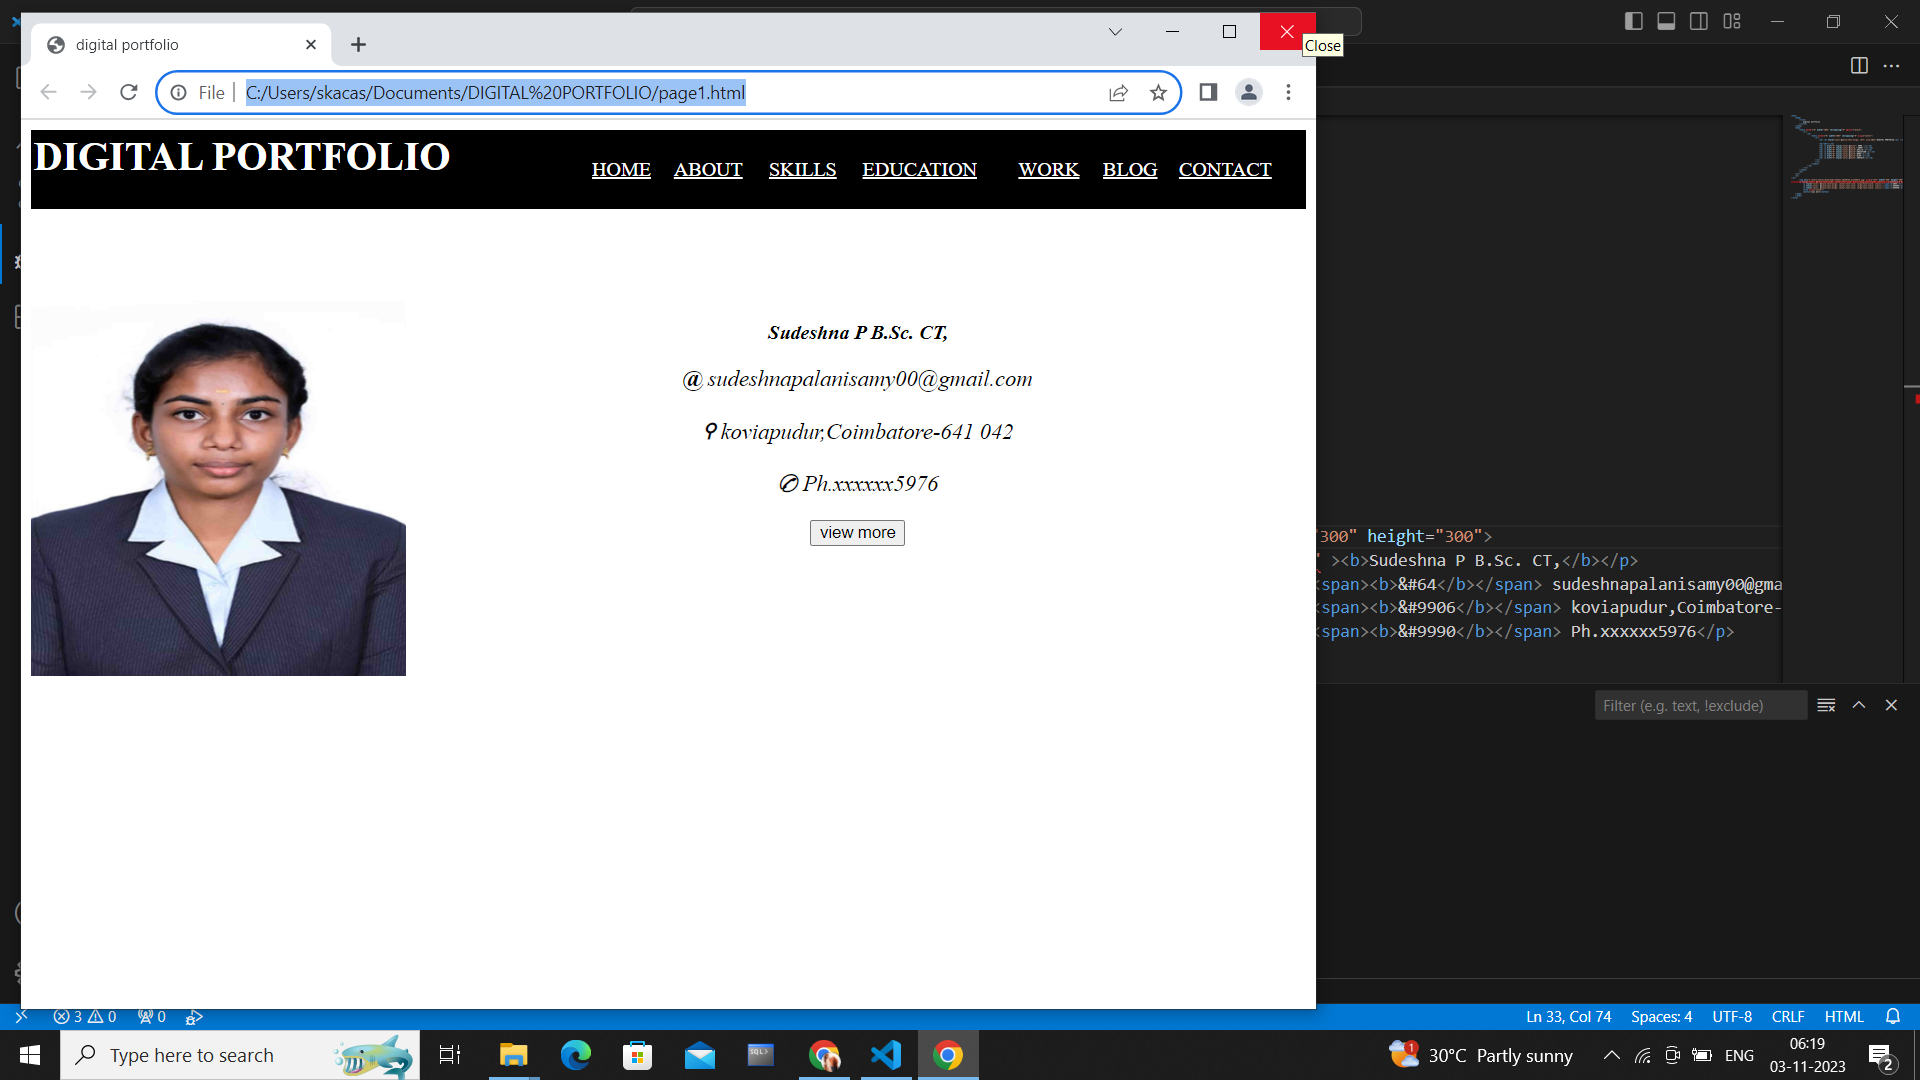 digital portfolio
Close
File C:/Users/skacas/Documents/DIGITAL%20PORTFOLIO/page1.html
DIGITAL PORTFOLIO
HOME ABOUT SKILLS EDUCATION WORK BLOG CONTACT
Sudeshna P B.Sc. CT,
@ sudeshnapalanisamy00@gmail.com
⚲ koviapudur,Coimbatore-641 042
✆ Ph.xxxxxx5976
view more
"300" height="300">
" ><b>Sudeshna P B.Sc. CT,</b></p>
<span><b>&#64</b></span> sudeshnapalanisamy00@gma
<span><b>&#9906</b></span> koviapudur,Coimbatore-
<span><b>&#9990</b></span> Ph.xxxxxx5976</p>
Filter (e.g. text, !exclude)
3 0 0 Ln 33, Col 74 Spaces: 4 UTF-8 CRLF HTML
Type here to search
SQL>
1
30°C Partly sunny
ENG
06:19
03-11-2023
2